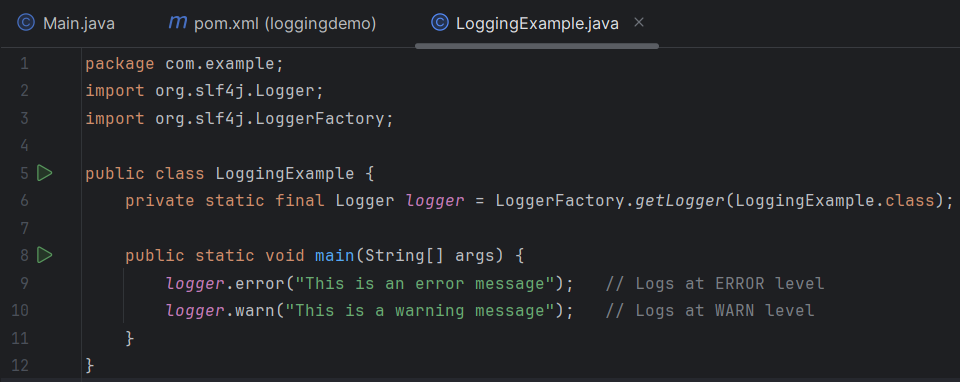 Main.java pom.xml (loggingdemo) LoggingExample.java
1 package com.example;
2 import org.slf4j.Logger;
3 import org.slf4j.LoggerFactory;
4
5 public class LoggingExample {
6     private static final Logger logger = LoggerFactory.getLogger(LoggingExample.class);
7
8     public static void main(String[] args) {
9         logger.error("This is an error message");   // Logs at ERROR level
10         logger.warn("This is a warning message");   // Logs at WARN level
11     }
12 }